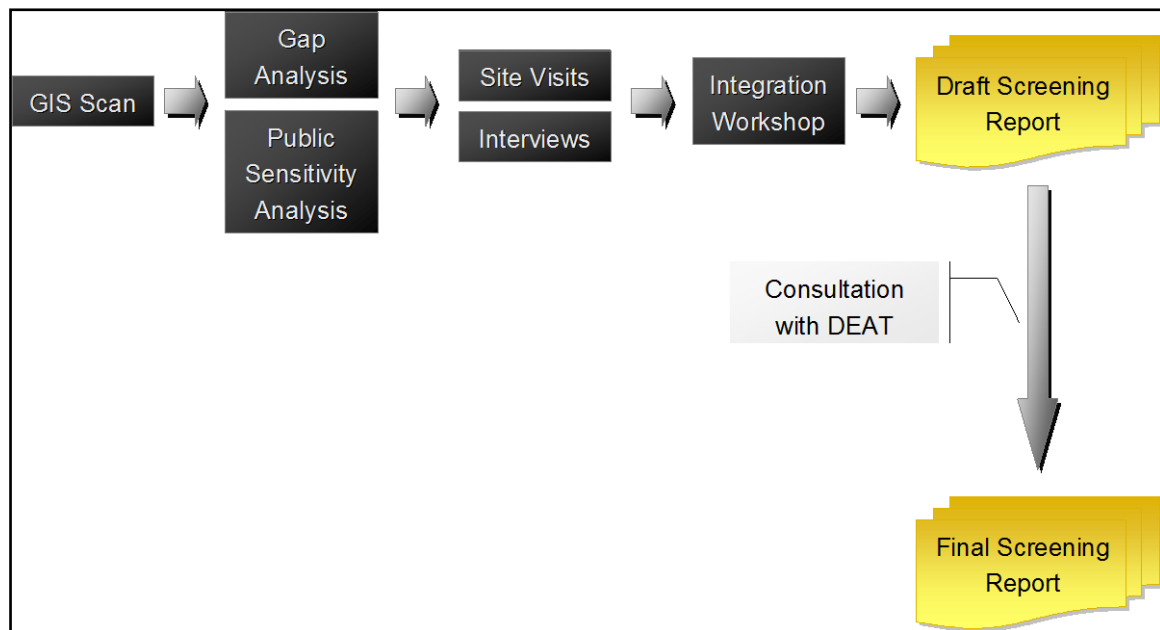 GIS Scan
Gap
Analysis
Public
Sensitivity
Analysis
Site Visits
Interviews
Integration
Workshop
Draft Screening
Report
Consultation
with DEAT
Final Screening
Report